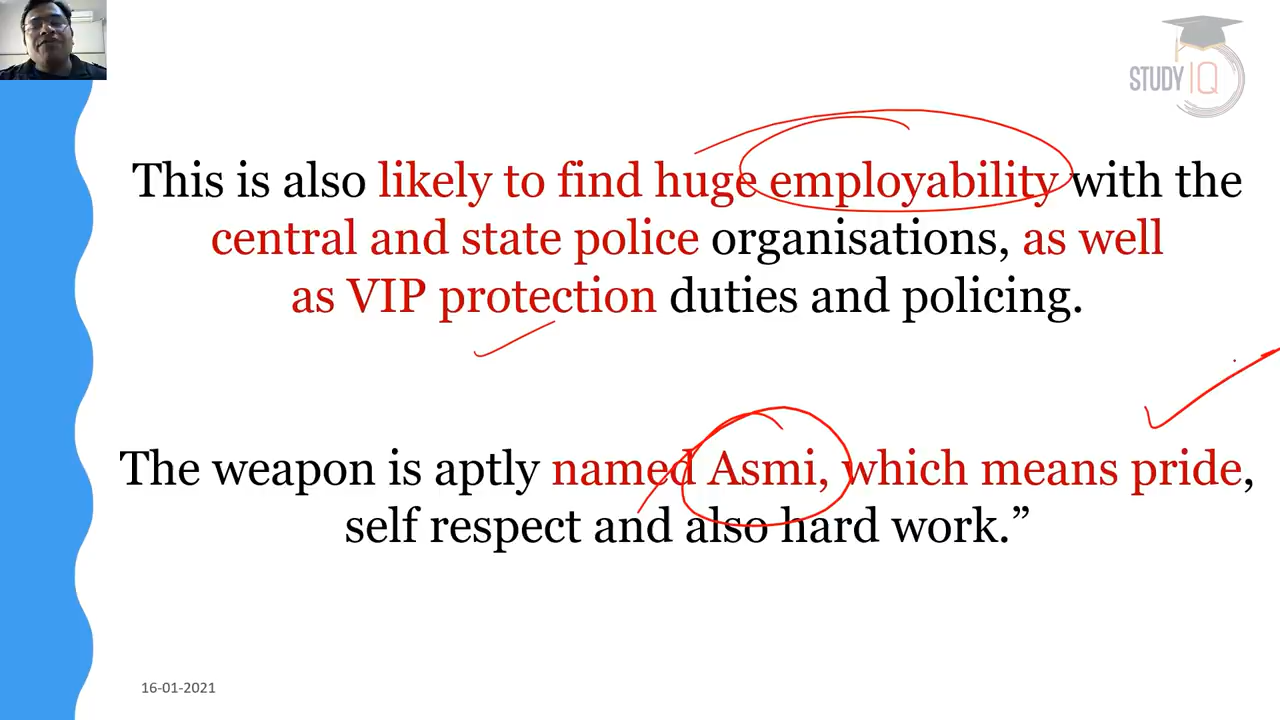 STUDY IQ
This is also likely to find huge employability with the
central and state police organisations, as well
as VIP protection duties and policing.
The weapon is aptly named Asmi, which means pride,
self respect and also hard work.”
16-01-2021